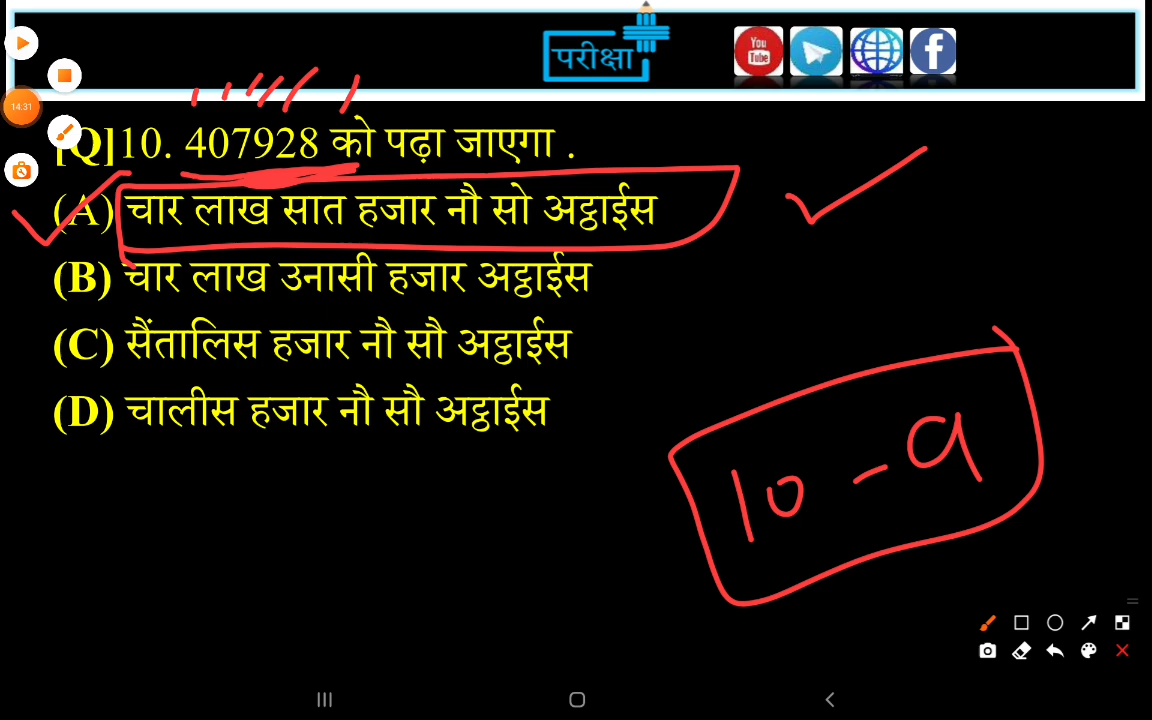 परीक्षा
You
Tube
14:31
[Q]10. 407928 को पढ़ा जाएगा .
(A) चार लाख सात हजार नौ सो अट्ठाईस
(B) चार लाख उनासी हजार अट्ठाईस
(C) सैंतालिस हजार नौ सौ अट्ठाईस
(D) चालीस हजार नौ सौ अट्ठाईस
10 - a